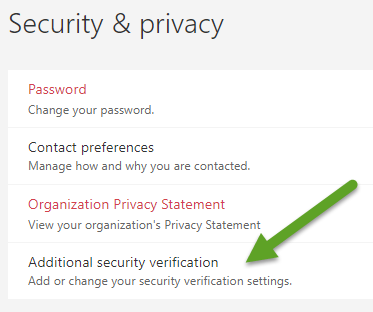 Security & privacy
Password
Change your password.
Contact preferences
Manage how and why you are contacted.
Organization Privacy Statement
View your organization's Privacy Statement
Additional security verification
Add or change your security verification settings.